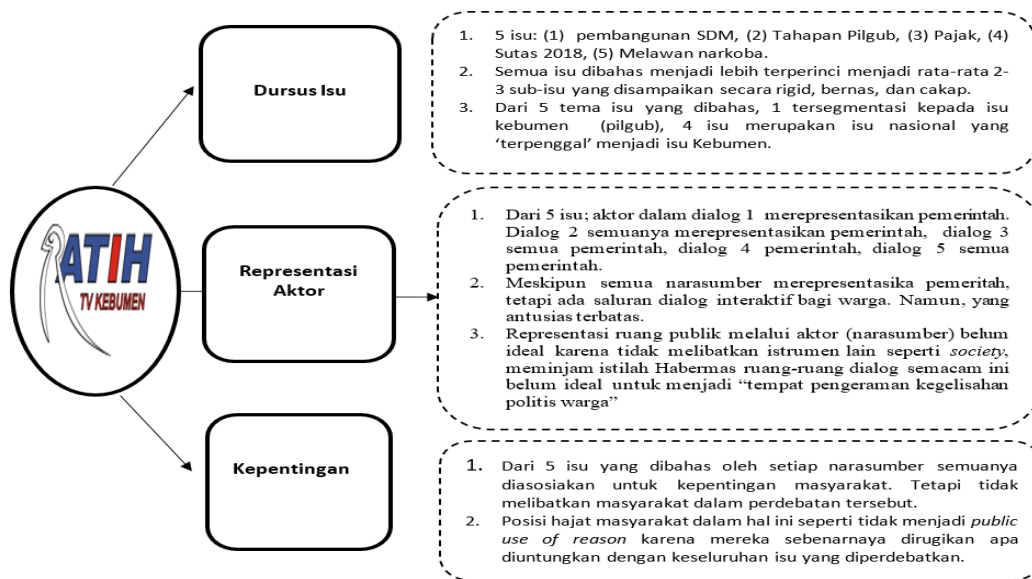 RATIH
TV KEBUMEN
Dursus Isu
1. 5 isu: (1) pembangunan SDM, (2) Tahapan Pilgub, (3) Pajak, (4)
Sutas 2018, (5) Melawan narkoba.
2. Semua isu dibahas menjadi lebih terperinci menjadi rata-rata 2-
3 sub-isu yang disampaikan secara rigid, bernas, dan cakap.
3. Dari 5 tema isu yang dibahas, 1 tersegmentasi kepada isu
kebumen (pilgub), 4 isu merupakan isu nasional yang
‘terpenggal’ menjadi isu Kebumen.
Representasi
Aktor
1. Dari 5 isu; aktor dalam dialog 1 merepresentasikan pemerintah.
Dialog 2 semuanya merepresentasikan pemerintah, dialog 3
semua pemerintah, dialog 4 pemerintah, dialog 5 semua
pemerintah.
2. Meskipun semua narasumber merepresentasika pemeritah,
tetapi ada saluran dialog interaktif bagi warga. Namun, yang
antusias terbatas.
3. Representasi ruang publik melalui aktor (narasumber) belum
ideal karena tidak melibatkan istrumen lain seperti society,
meminjam istilah Habermas ruang-ruang dialog semacam ini
belum ideal untuk menjadi “tempat pengeraman kegelisahan
politis warga”
Kepentingan
1. Dari 5 isu yang dibahas oleh setiap narasumber semuanya
diasosiakan untuk kepentingan masyarakat. Tetapi tidak
melibatkan masyarakat dalam perdebatan tersebut.
2. Posisi hajat masyarakat dalam hal ini seperti tidak menjadi public
use of reason karena mereka sebenarnaya dirugikan apa
diuntungkan dengan keseluruhan isu yang diperdebatkan.